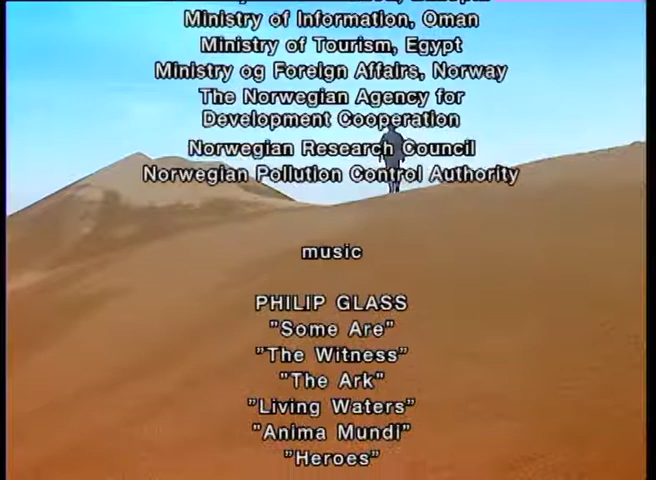 Ministry of Information, Oman
Ministry of Tourism, Egypt
Ministry og Foreign Affairs, Norway
The Norwegian Agency for
Development Cooperation
Norwegian Research Council
Norwegian Pollution Control Authority
music
PHILIP GLASS
"Some Are"
"The Witness"
"The Ark"
"Living Waters"
"Anima Mundi"
"Heroes"